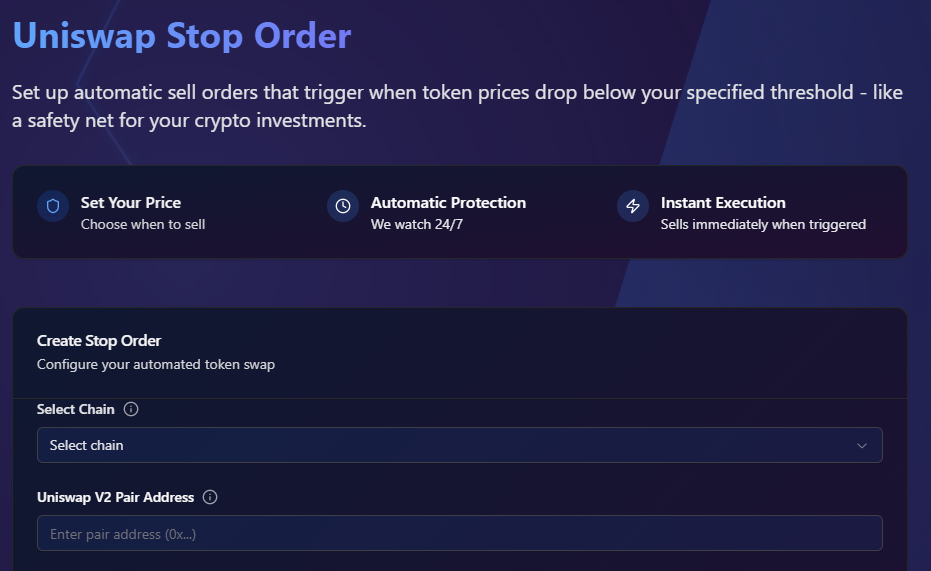 Uniswap Stop Order
Set up automatic sell orders that trigger when token prices drop below your specified threshold - like
a safety net for your crypto investments.
Set Your Price
Choose when to sell
Automatic Protection
We watch 24/7
Instant Execution
Sells immediately when triggered
Create Stop Order
Configure your automated token swap
Select Chain
Select chain
Uniswap V2 Pair Address
Enter pair address (0x...)